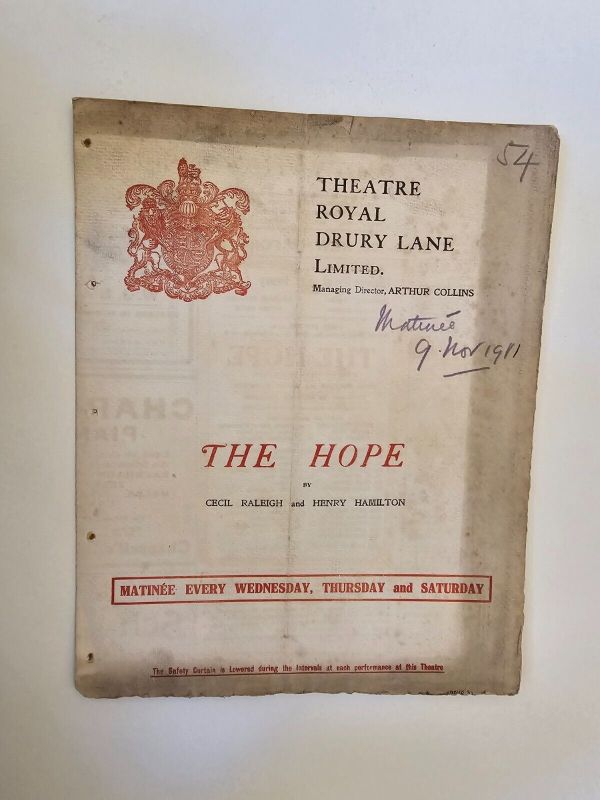 54
THEATRE
ROYAL
DRURY LANE
LIMITED.
Managing Director, ARTHUR COLLINS
Matinée
9. Nov 1911
THE HOPE
BY
CECIL RALEIGH and HENRY HAMILTON
MATINÉE EVERY WEDNESDAY, THURSDAY and SATURDAY
The Safety Curtain is Lowered during the Intervals at each performance at this Theatre